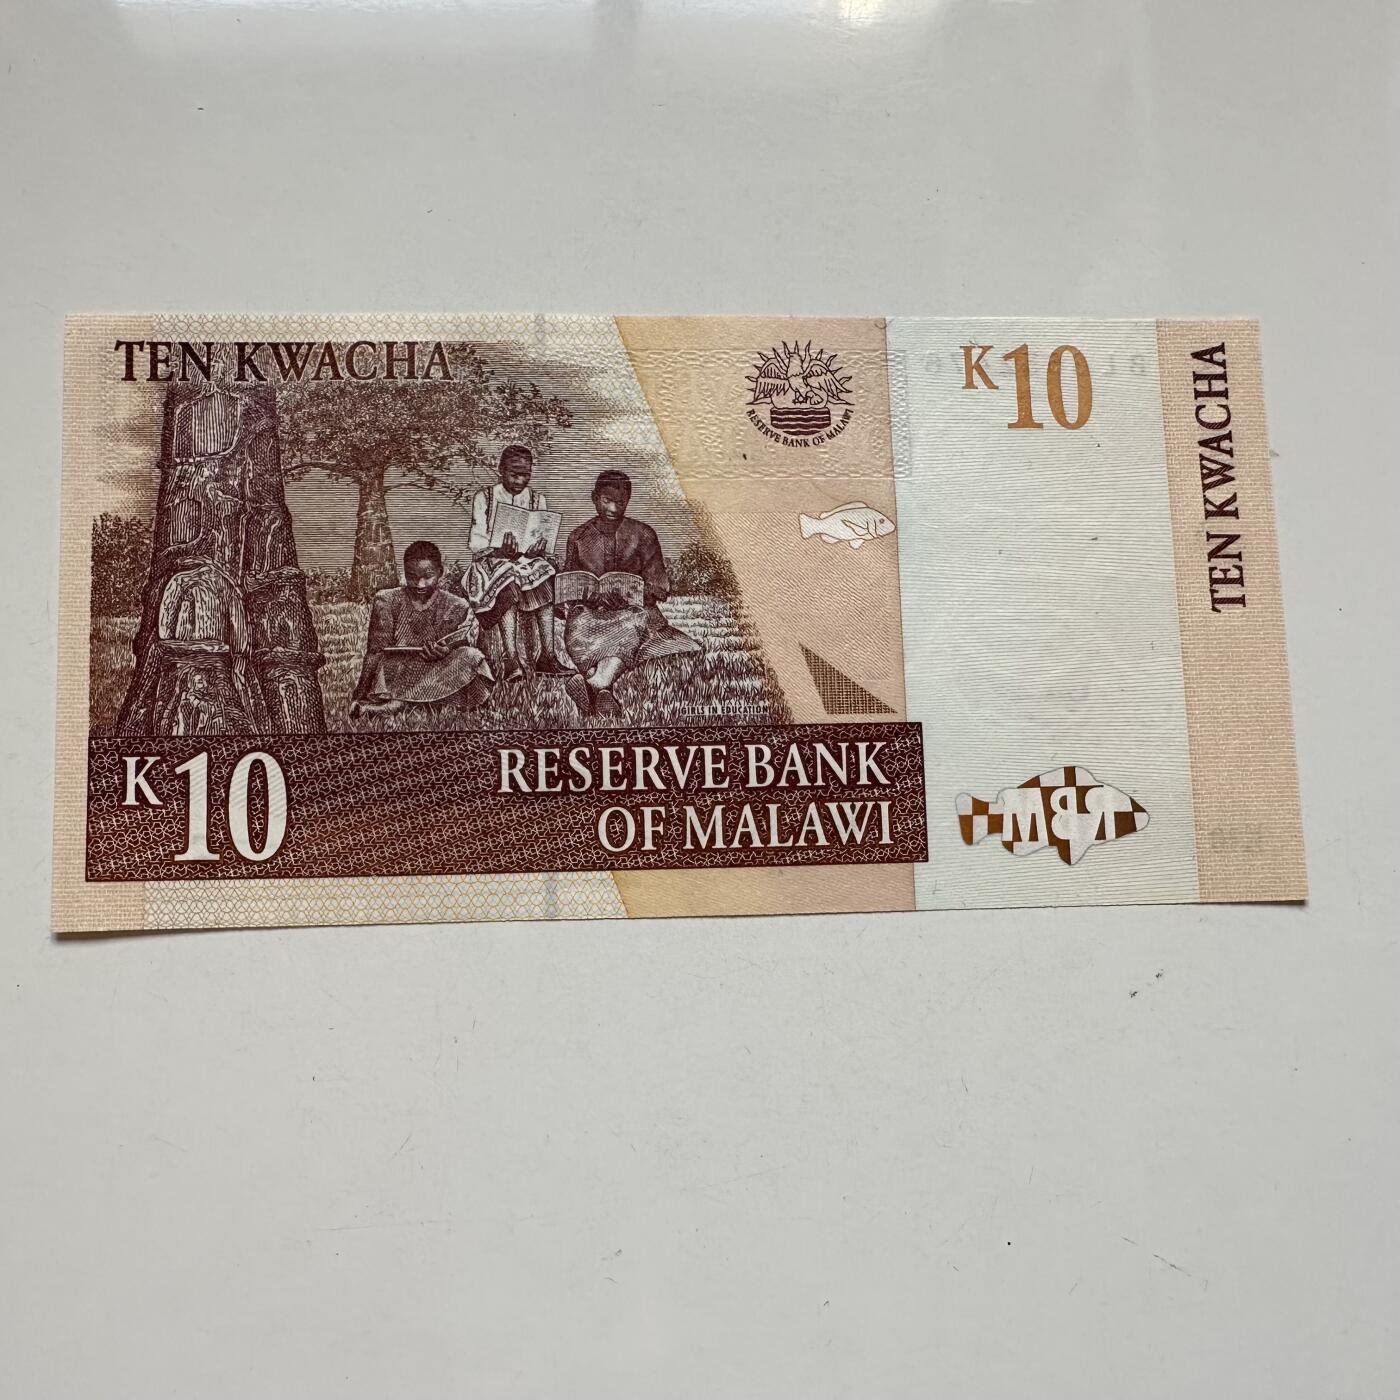 TEN KWACHA
RESERVE BANK OF MALAWI
K10
TEN KWACHA
GIRLS IN EDUCATION
K10
RESERVE BANK
OF MALAWI
RBM